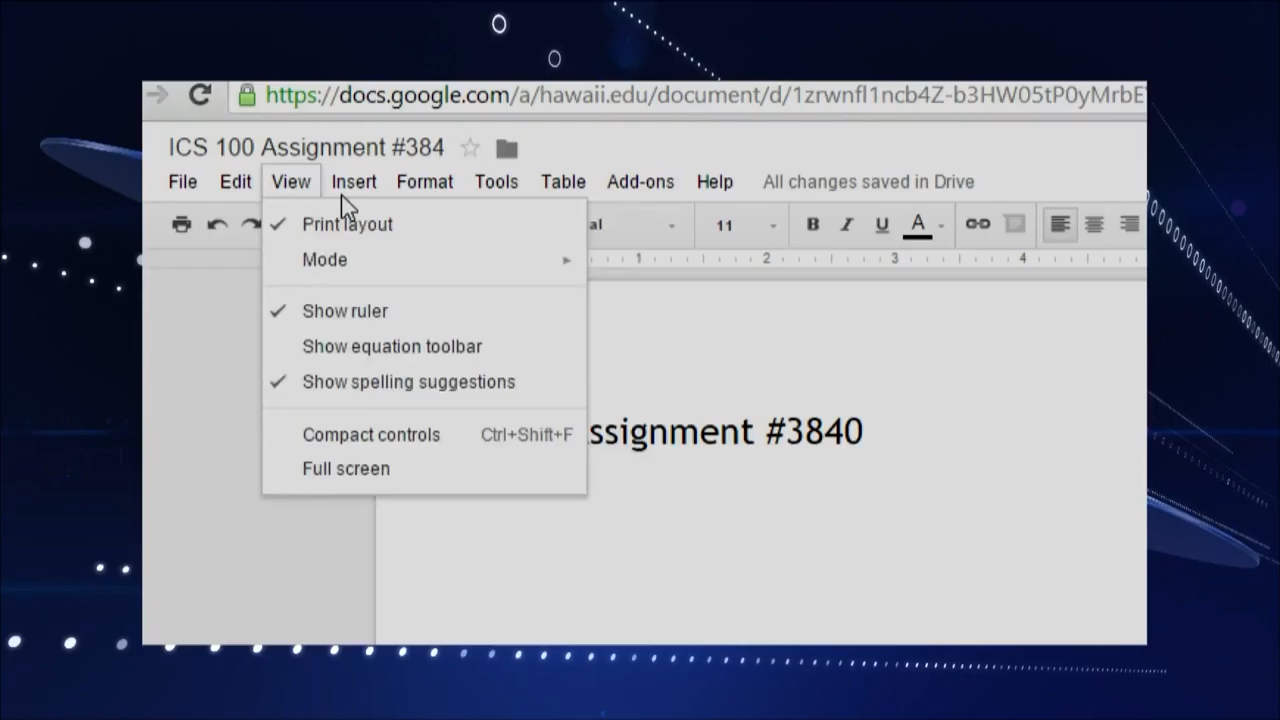 https://docs.google.com/a/hawaii.edu/document/d/1zrwnfl1ncb4Z-b3HW05tP0yMrbE
ICS 100 Assignment #384
File Edit View Insert Format Tools Table Add-ons Help All changes saved in Drive
Print layout
al 11 B I U A
Mode
1 2 3 4
Show ruler
Show equation toolbar
Show spelling suggestions
Compact controls Ctrl+Shift+F
ssignment #3840
Full screen